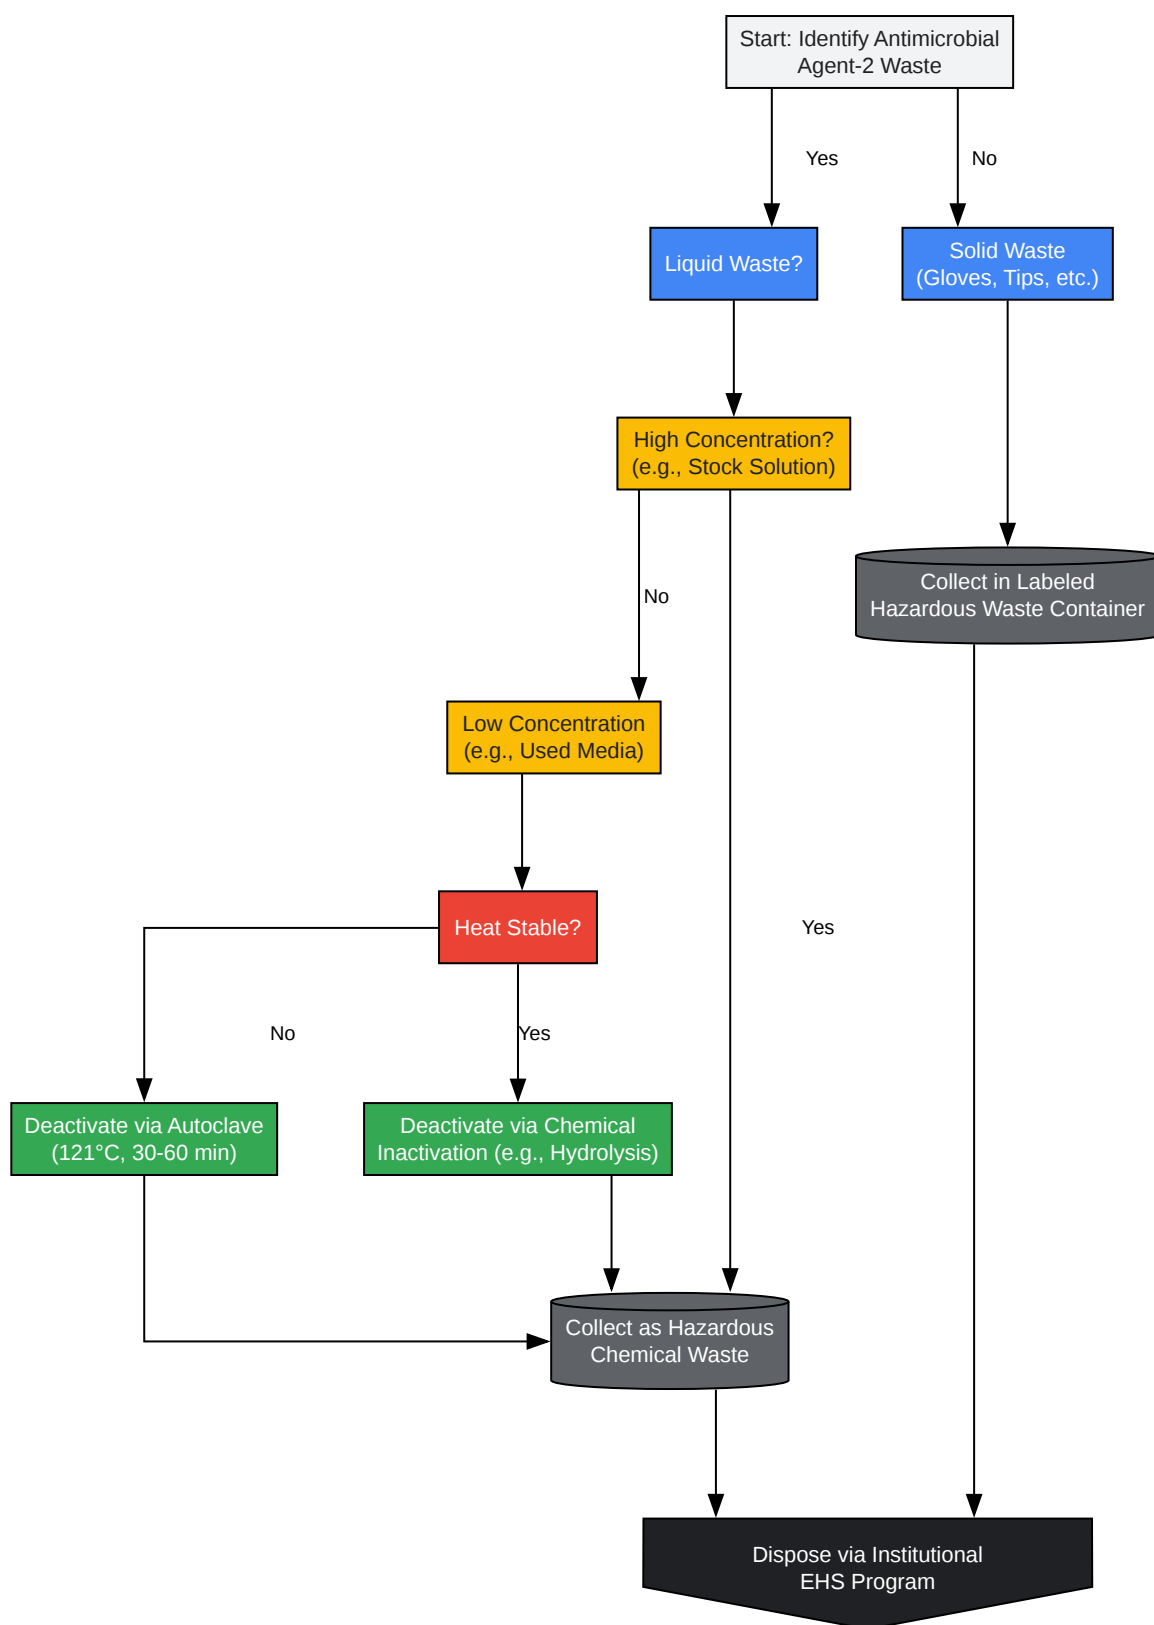 Start: Identify Antimicrobial
Agent-2 Waste
Yes
No
Liquid Waste?
Solid Waste
(Gloves, Tips, etc.)
High Concentration?
(e.g., Stock Solution)
No
Collect in Labeled
Hazardous Waste Container
Low Concentration
(e.g., Used Media)
Heat Stable?
Yes
No
Yes
Deactivate via Autoclave
(121°C, 30-60 min)
Deactivate via Chemical
Inactivation (e.g., Hydrolysis)
Collect as Hazardous
Chemical Waste
Dispose via Institutional
EHS Program